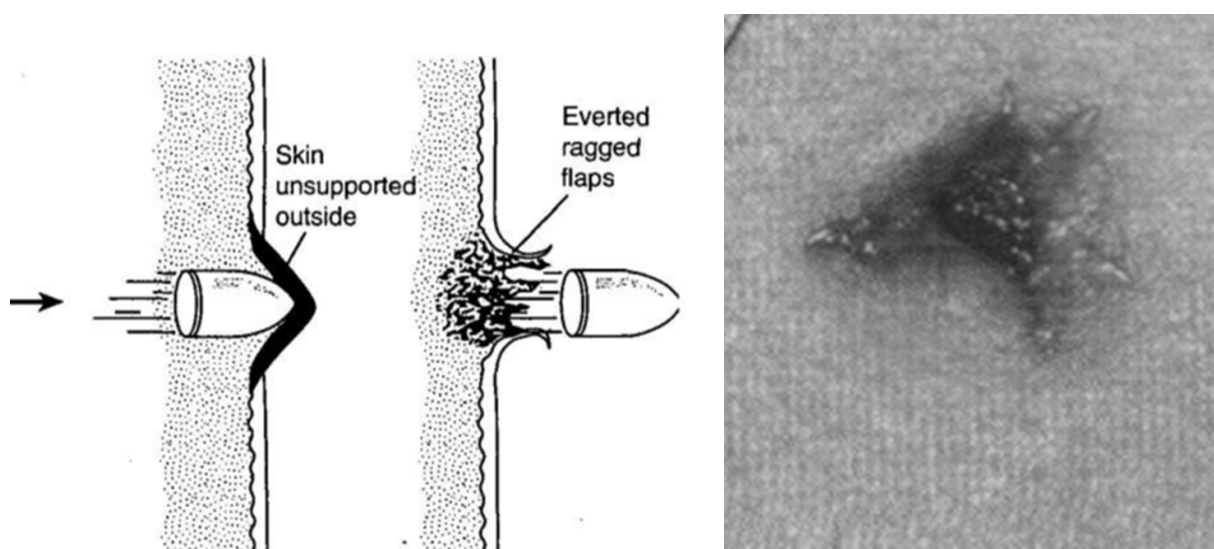 Skin
unsupported
outside
Everted
ragged
flaps